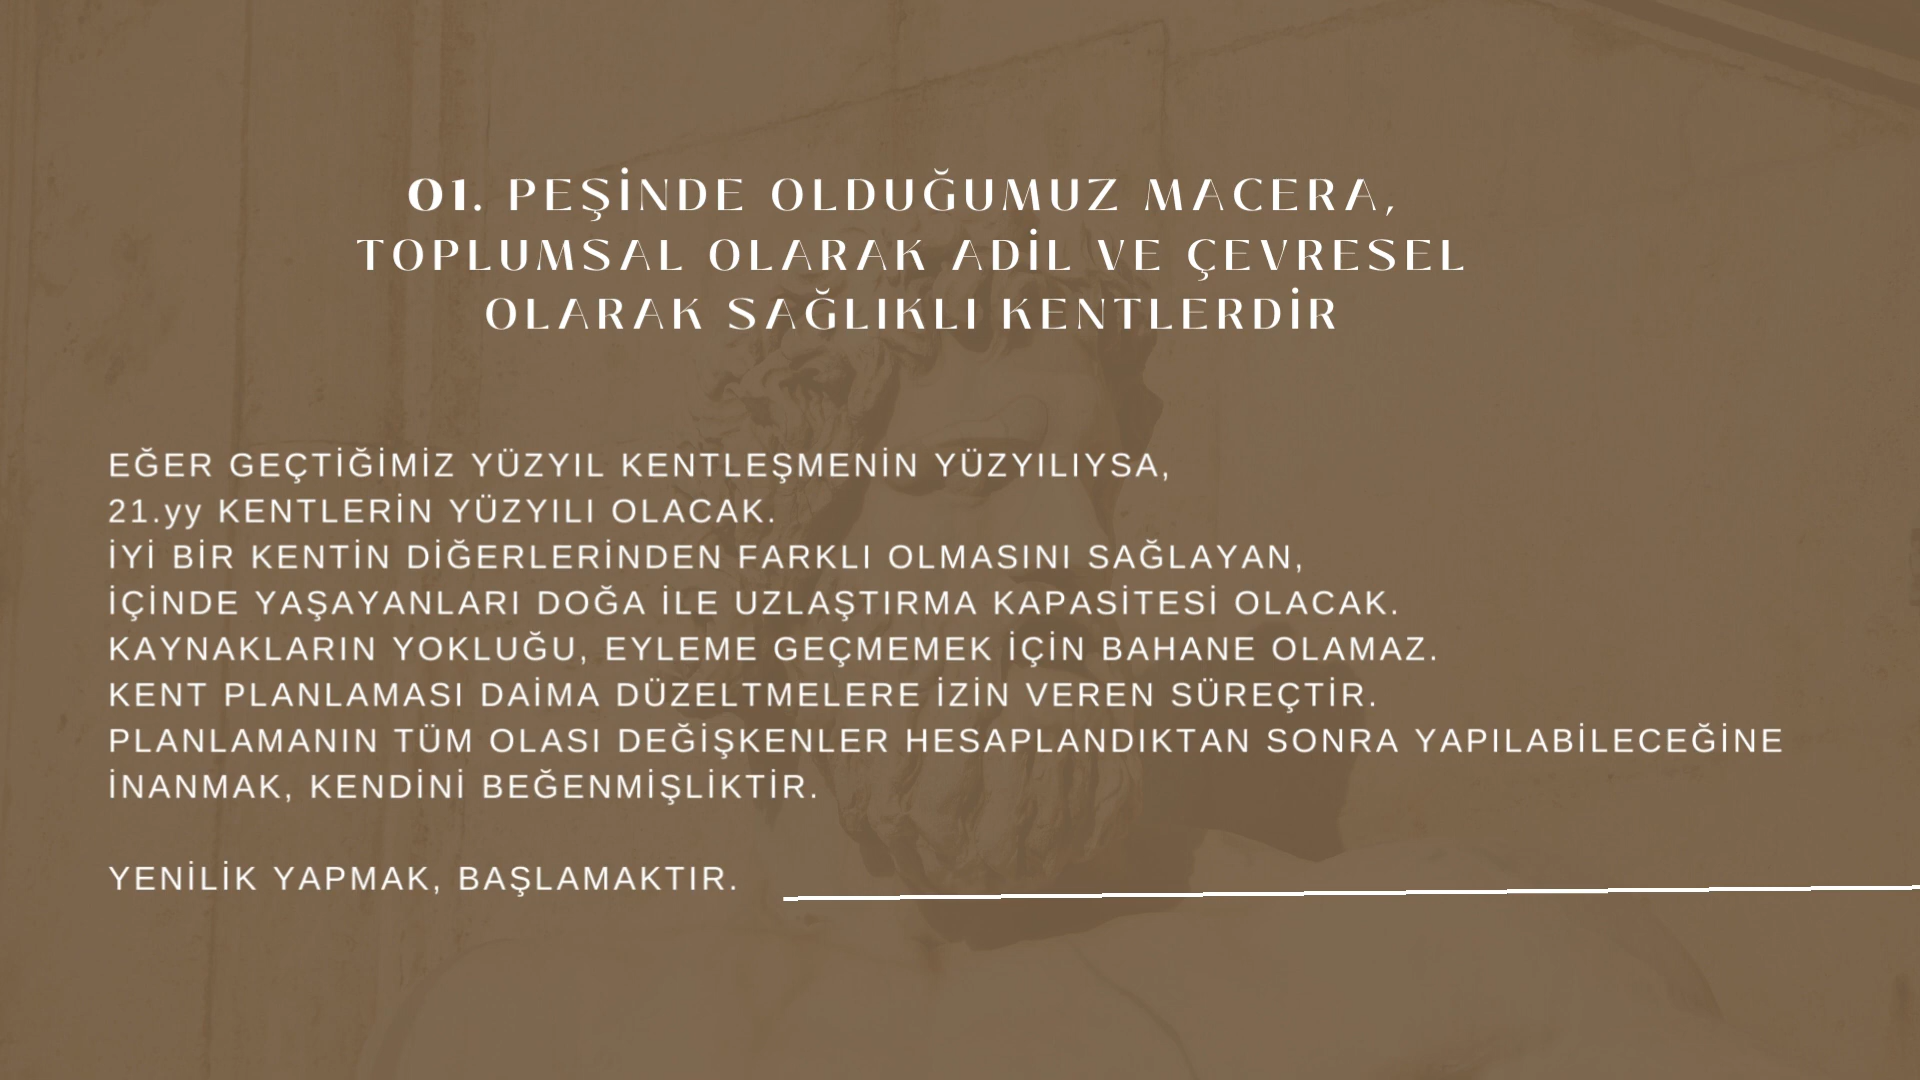 01. PEŞİNDE OLDUĞUMUZ MACERA,
TOPLUMSAL OLARAK ADİL VE ÇEVRESEL
OLARAK SAĞLIKLI KENTLERDİR
EĞER GEÇTİĞİMİZ YÜZYIL KENTLEŞMENİN YÜZYILIYSA,
21.yy KENTLERİN YÜZYILI OLACAK.
İYİ BİR KENTİN DİĞERLERİNDEN FARKLI OLMASINI SAĞLAYAN,
İÇİNDE YAŞAYANLARI DOĞA İLE UZLAŞTIRMA KAPASİTESİ OLACAK.
KAYNAKLARIN YOKLUĞU, EYLEME GEÇMEMEK İÇİN BAHANE OLAMAZ.
KENT PLANLAMASI DAİMA DÜZELTMELERE İZİN VEREN SÜREÇTİR.
PLANLAMANIN TÜM OLASI DEĞİŞKENLER HESAPLANDIKTAN SONRA YAPILABİLECEĞİNE
İNANMAK, KENDİNİ BEĞENMİŞLİKTİR.
YENİLİK YAPMAK, BAŞLAMAKTIR.